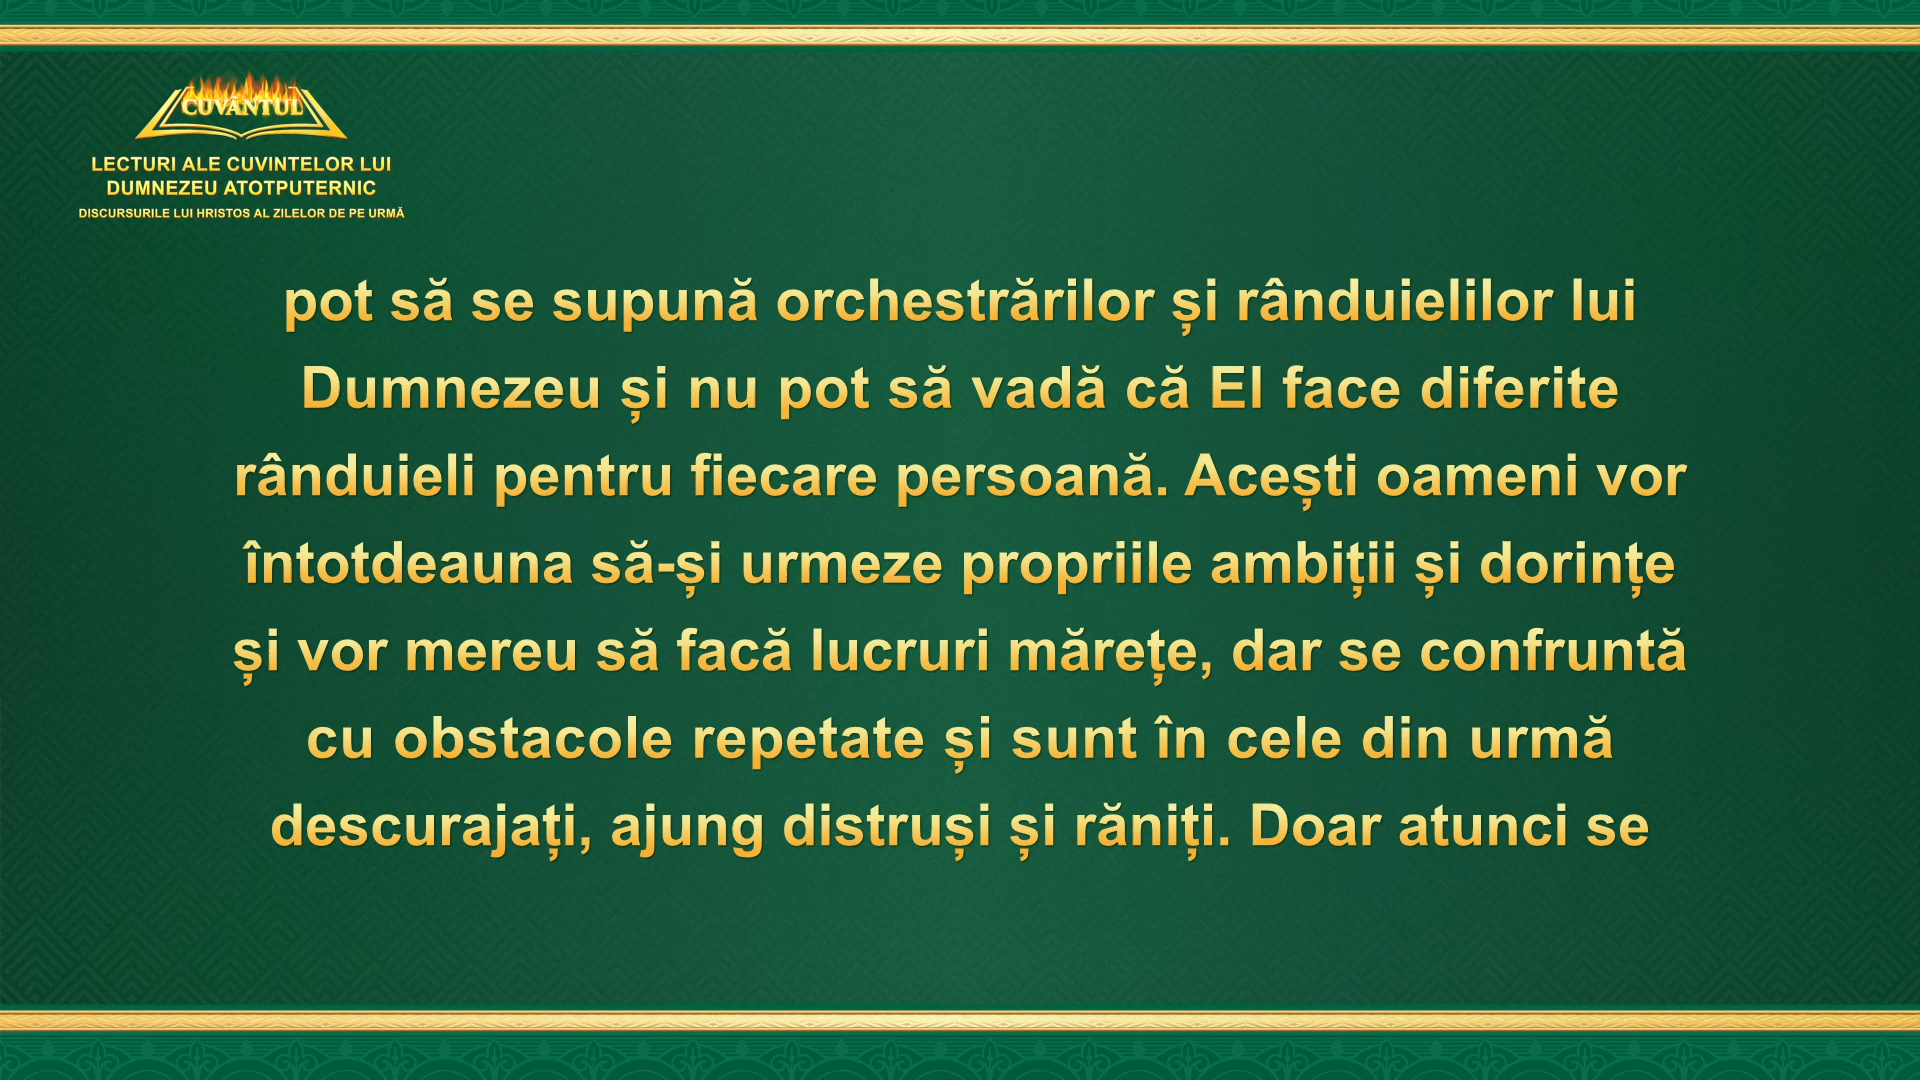 CUVÂNTUL
LECTURI ALE CUVINTELOR LUI
DUMNEZEU ATOTPUTERNIC
DISCURSURILE LUI HRISTOS AL ZILELOR DE PE URMĂ
pot să se supună orchestrărilor și rânduielilor lui
Dumnezeu și nu pot să vadă că El face diferite
rânduieli pentru fiecare persoană. Acești oameni vor
întotdeauna să-și urmeze propriile ambiții și dorințe
și vor mereu să facă lucruri mărețe, dar se confruntă
cu obstacole repetate și sunt în cele din urmă
descurajați, ajung distruși și răniți. Doar atunci se